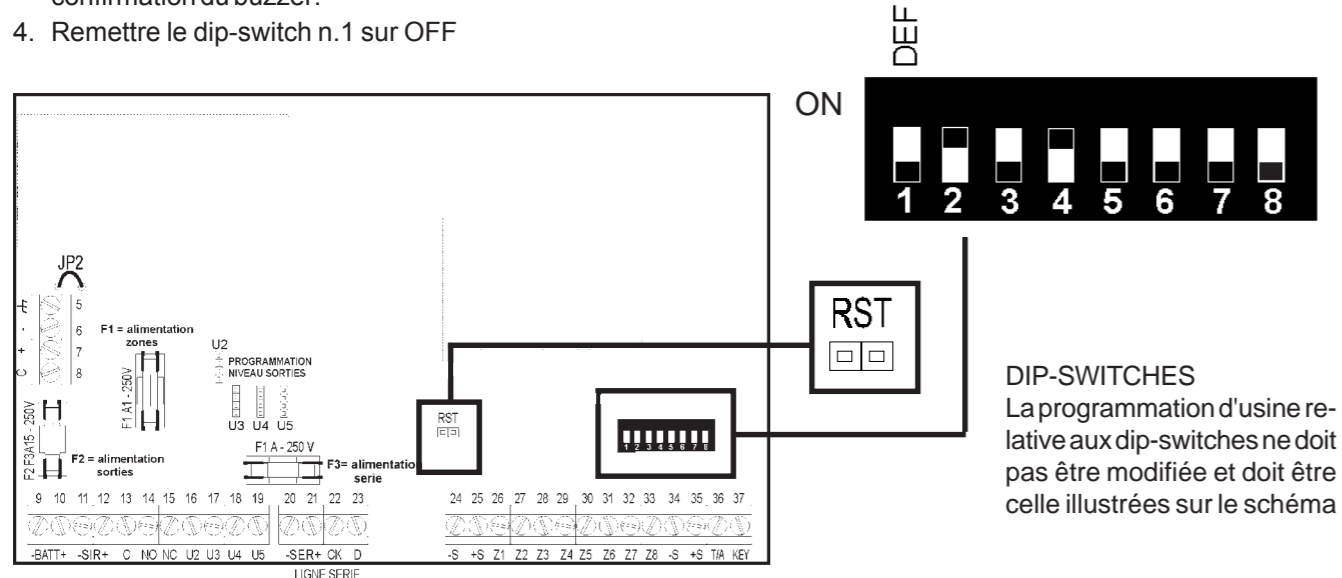 confirmation du buzzer.
4. Remettre le dip-switch n.1 sur OFF
DEF
ON
1 2 3 4 5 6 7 8
JP2
5
6
7
8
C + -
F1 = alimentation
zones
F1 A1 - 250V
U2
PROGRAMMATION
NIVEAU SORTIES
U3 U4 U5
F2 F3A15 - 250V
F2 = alimentation
sorties
F1 A - 250 V
F3= alimentatio
serie
RST
1 2 3 4 5 6 7 8
RST
DIP-SWITCHES
La programmation d'usine re-
lative aux dip-switches ne doit
pas être modifiée et doit être
celle illustrées sur le schéma
9 10 11 12 13 14 15 16 17 18 19 20 21 22 23 24 25 26 27 28 29 30 31 32 33 34 35 36 37
-BATT+ -SIR+ C NO NC U2 U3 U4 U5 -SER+ CK D -S +S Z1 Z2 Z3 Z4 Z5 Z6 Z7 Z8 -S +S T/A KEY
LIGNE SERIE